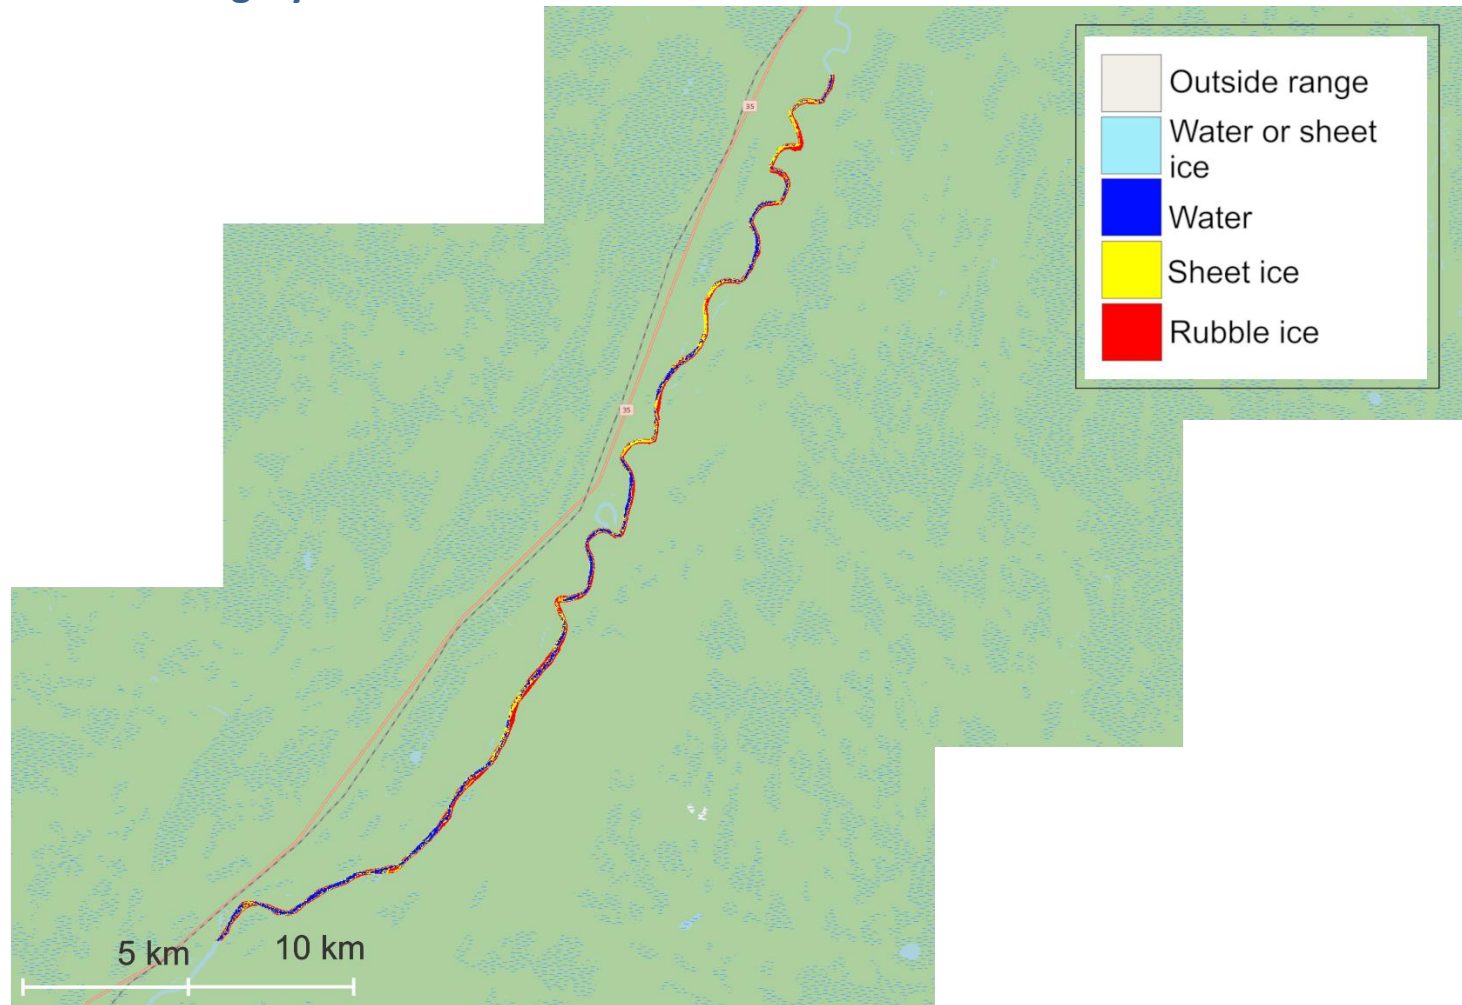 35
Outside range
Water or sheet
ice
Water
Sheet ice
Rubble ice
35
5 km
10 km